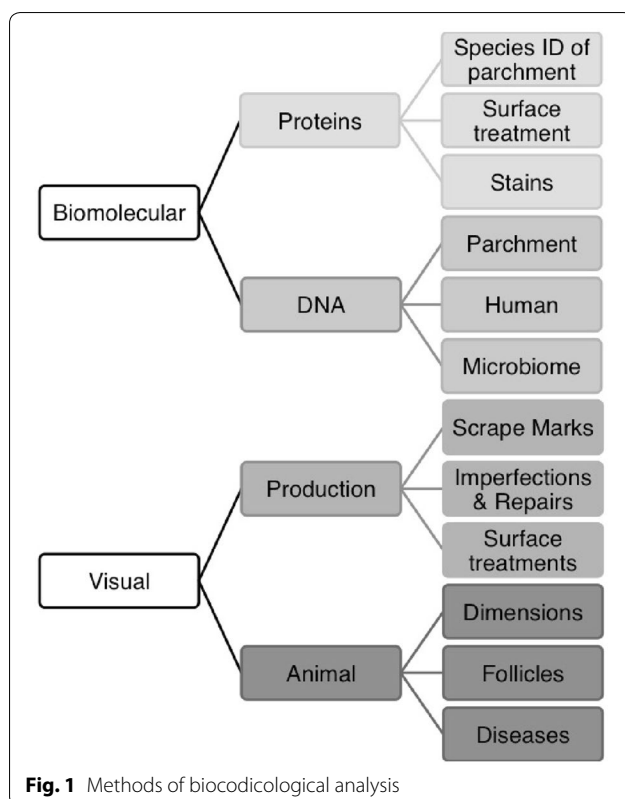 Biomolecular
Proteins
Species ID of
parchment
Surface
treatment
Stains
DNA
Parchment
Human
Microbiome
Visual
Production
Scrape Marks
Imperfections
& Repairs
Surface
treatments
Animal
Dimensions
Follicles
Diseases
Fig. 1 Methods of biocodicological analysis